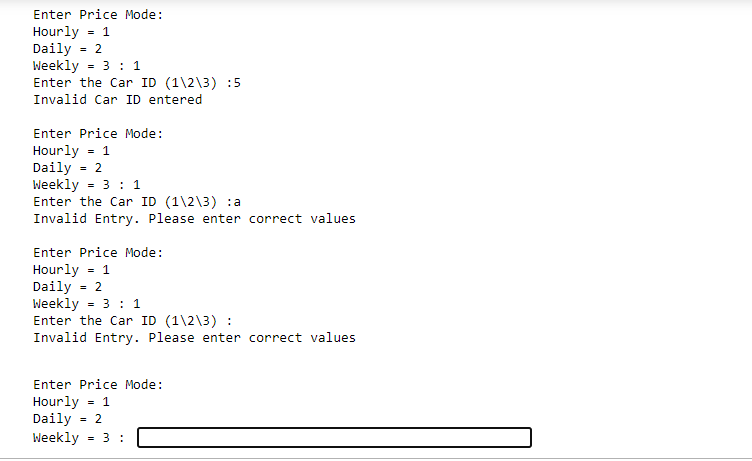 Enter Price Mode:
Hourly = 1
Daily = 2
Weekly = 3 : 1
Enter the Car ID (1\2\3) :5
Invalid Car ID entered
Enter Price Mode:
Hourly = 1
Daily = 2
Weekly = 3 : 1
Enter the Car ID (1\2\3) :a
Invalid Entry. Please enter correct values
Enter Price Mode:
Hourly = 1
Daily = 2
Weekly = 3 : 1
Enter the Car ID (1\2\3) :
Invalid Entry. Please enter correct values
Enter Price Mode:
Hourly = 1
Daily = 2
Weekly = 3 :